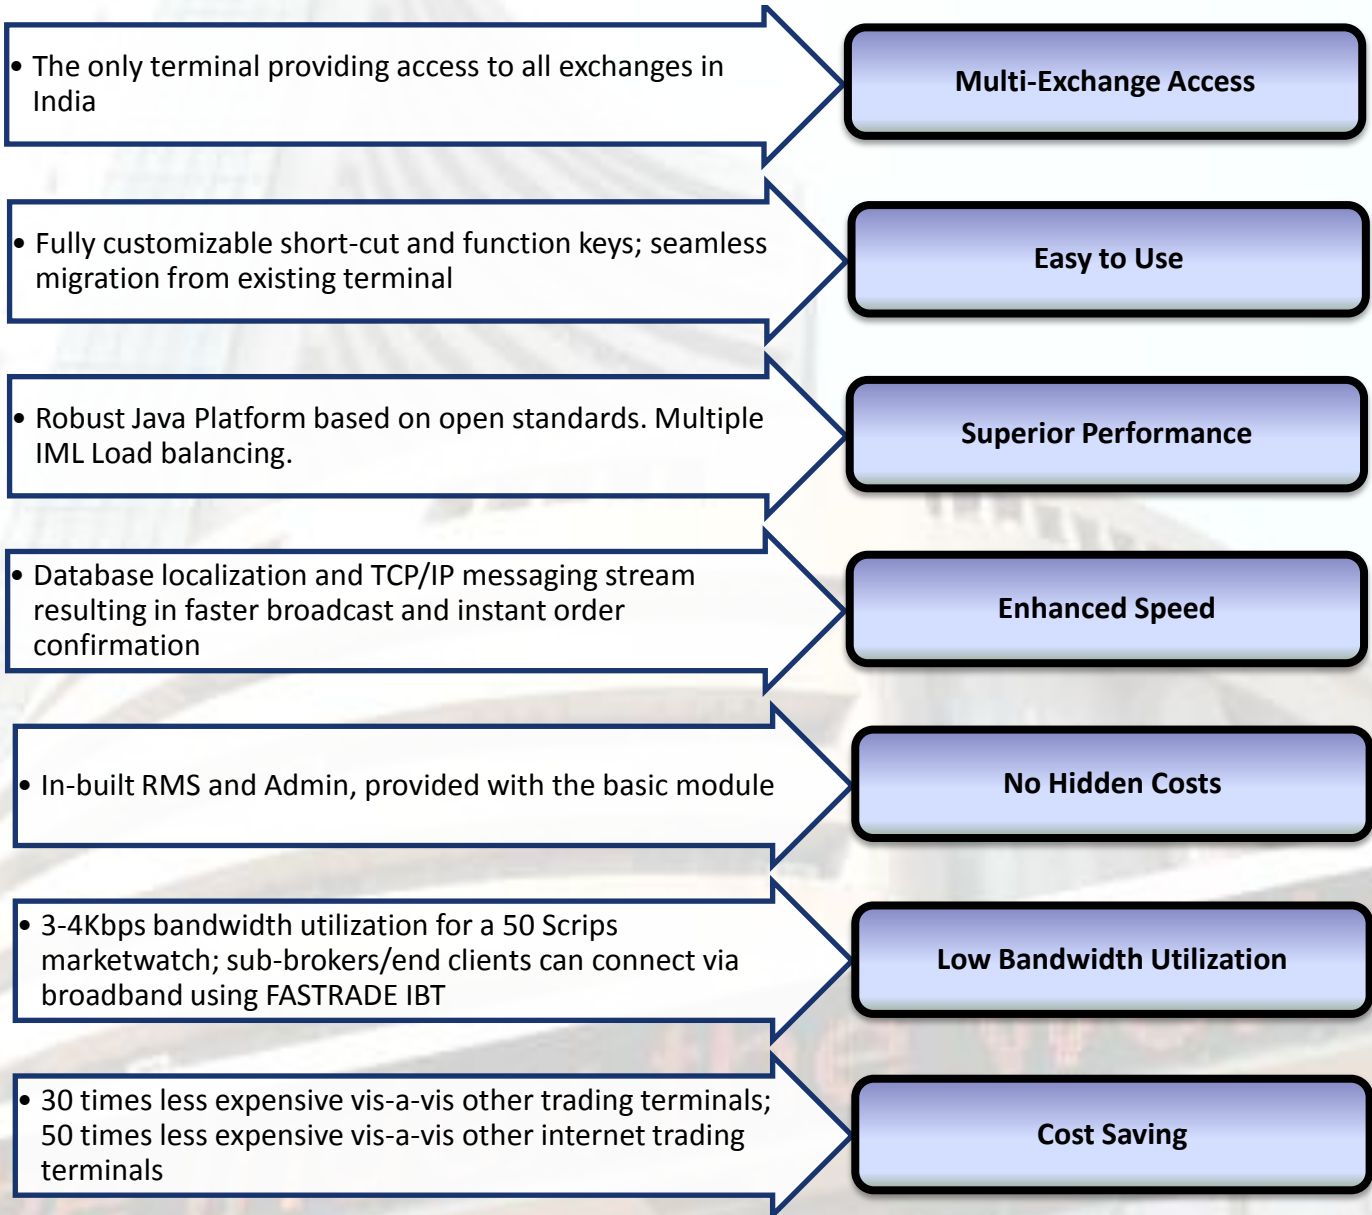 • The only terminal providing access to all exchanges in
India
Multi-Exchange Access
• Fully customizable short-cut and function keys; seamless
migration from existing terminal
Easy to Use
• Robust Java Platform based on open standards. Multiple
IML Load balancing.
Superior Performance
• Database localization and TCP/IP messaging stream
resulting in faster broadcast and instant order
confirmation
Enhanced Speed
• In-built RMS and Admin, provided with the basic module
No Hidden Costs
• 3-4Kbps bandwidth utilization for a 50 Scrips
marketwatch; sub-brokers/end clients can connect via
broadband using FASTRADE IBT
Low Bandwidth Utilization
• 30 times less expensive vis-a-vis other trading terminals;
50 times less expensive vis-a-vis other internet trading
terminals
Cost Saving